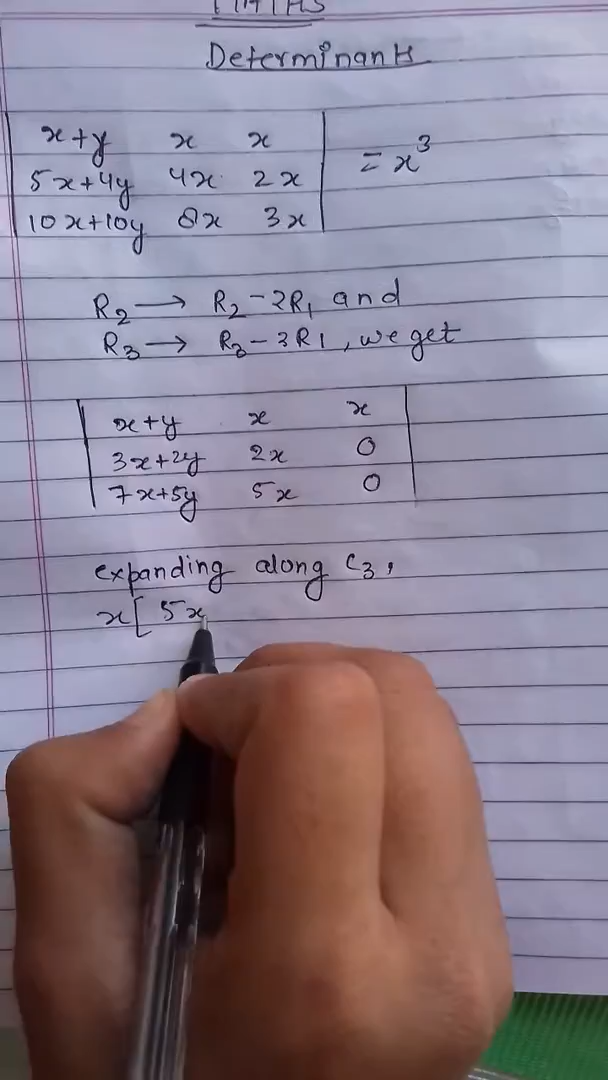 MATHS
Determinants
x+y x x
5x+4y 4x 2x = x³
10x+10y 8x 3x
R₂ → R₂ - 2R₁ and
R₃ → R₃ - 3R1, we get
x+y x x
3x+2y 2x 0
7x+5y 5x 0
expanding along C₃,
x[ 5x